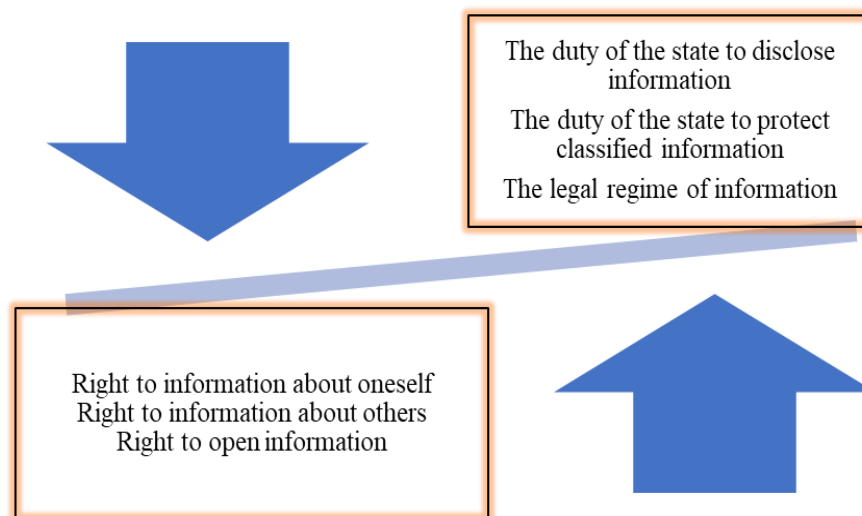 The duty of the state to disclose
information
The duty of the state to protect
classified information
The legal regime of information
Right to information about oneself
Right to information about others
Right to open information